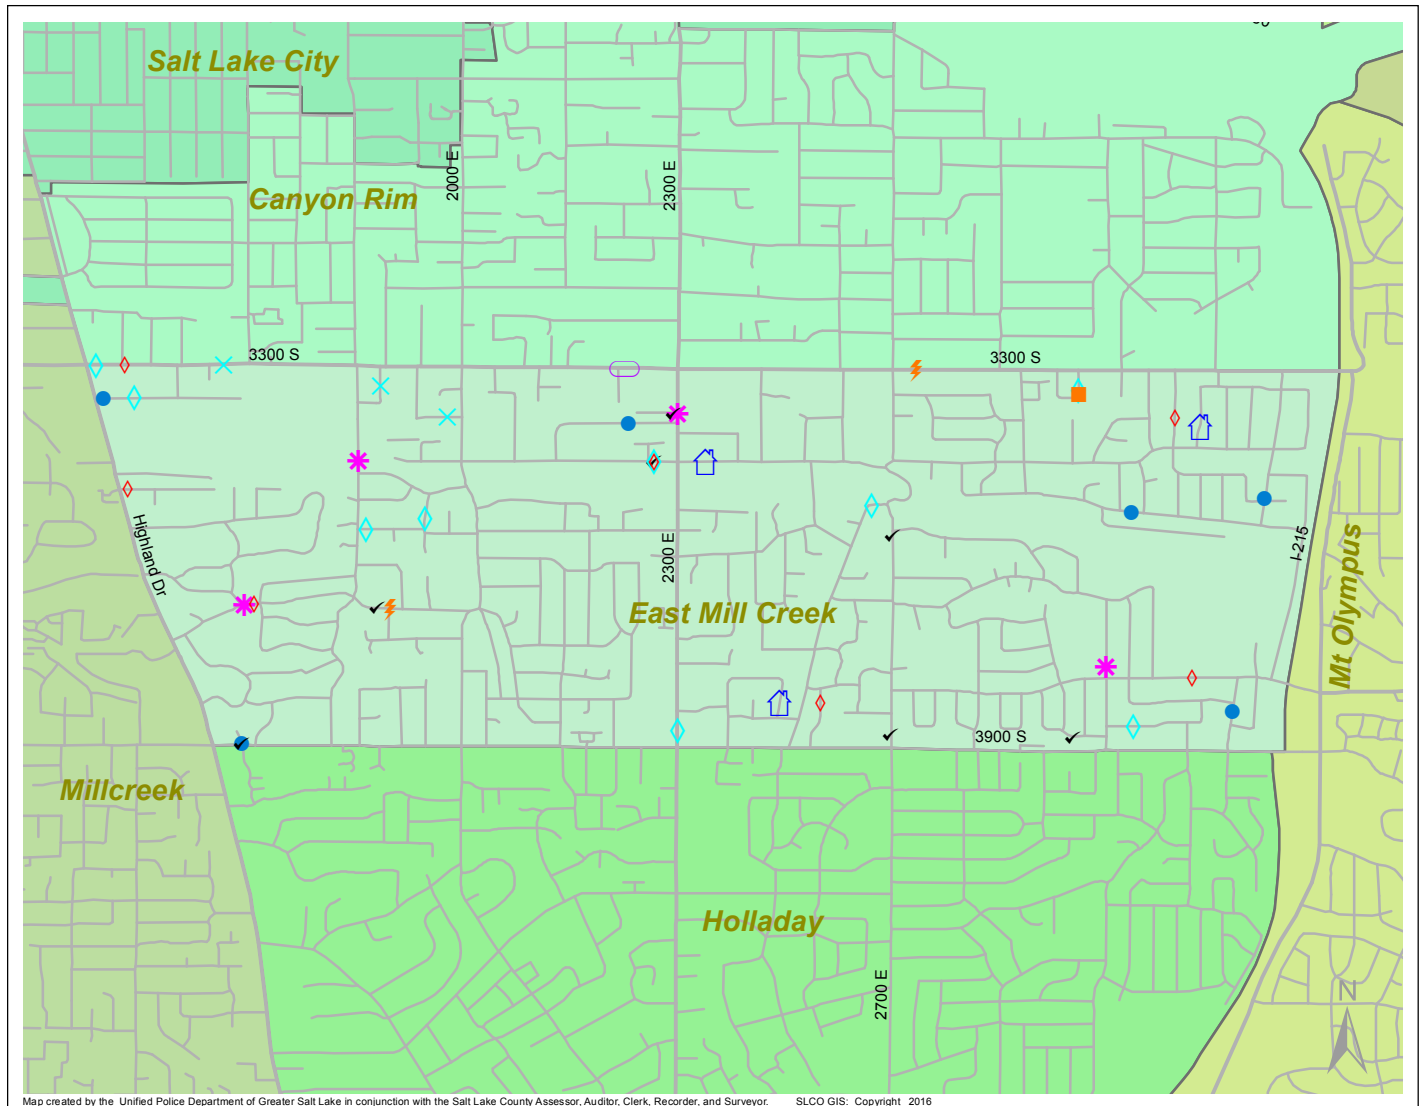 Salt Lake City
Canyon Rim
2000 E
2300 E
3300 S
3300 S
Highland Dr
2300 E
I-215
East Mill Creek
Mt Olympus
3900 S
Millcreek
Holladay
2700 E
N
Map created by the Unified Police Department of Greater Salt Lake in conjunction with the Salt Lake County Assessor, Auditor, Clerk, Recorder, and Surveyor. SLCO GIS: Copyright 2016